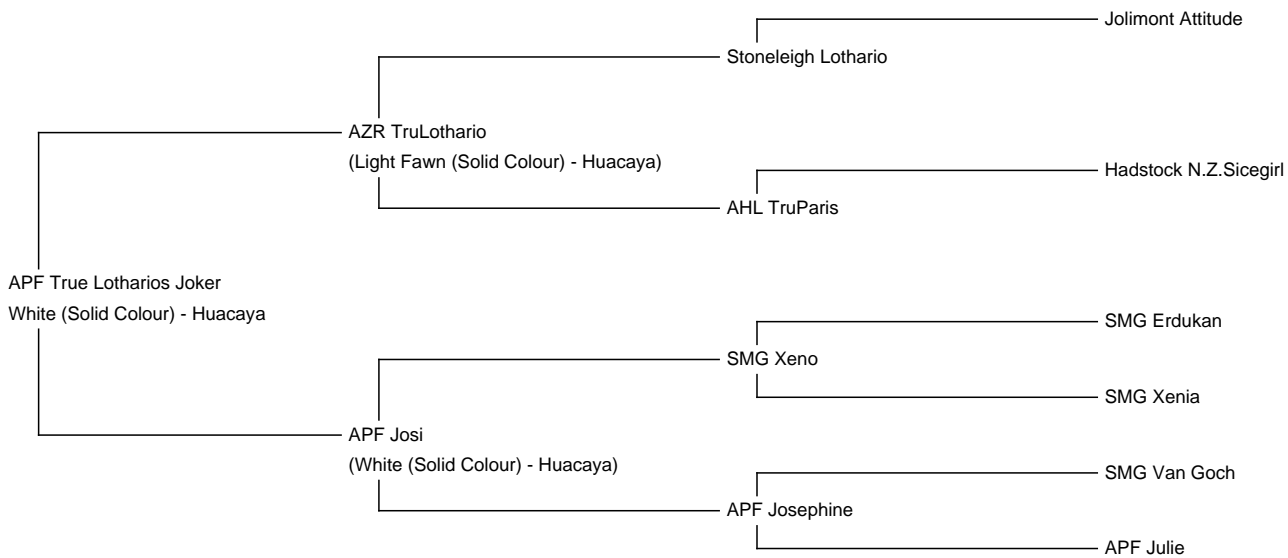 Jolimont Attitude
Stoneleigh Lothario
AZR TruLothario
(Light Fawn (Solid Colour) - Huacaya)
Hadstock N.Z.Sicegirl
AHL TruParis
APF True Lotharios Joker
White (Solid Colour) - Huacaya
SMG Erdukan
SMG Xeno
SMG Xenia
APF Josi
(White (Solid Colour) - Huacaya)
SMG Van Goch
APF Josephine
APF Julie